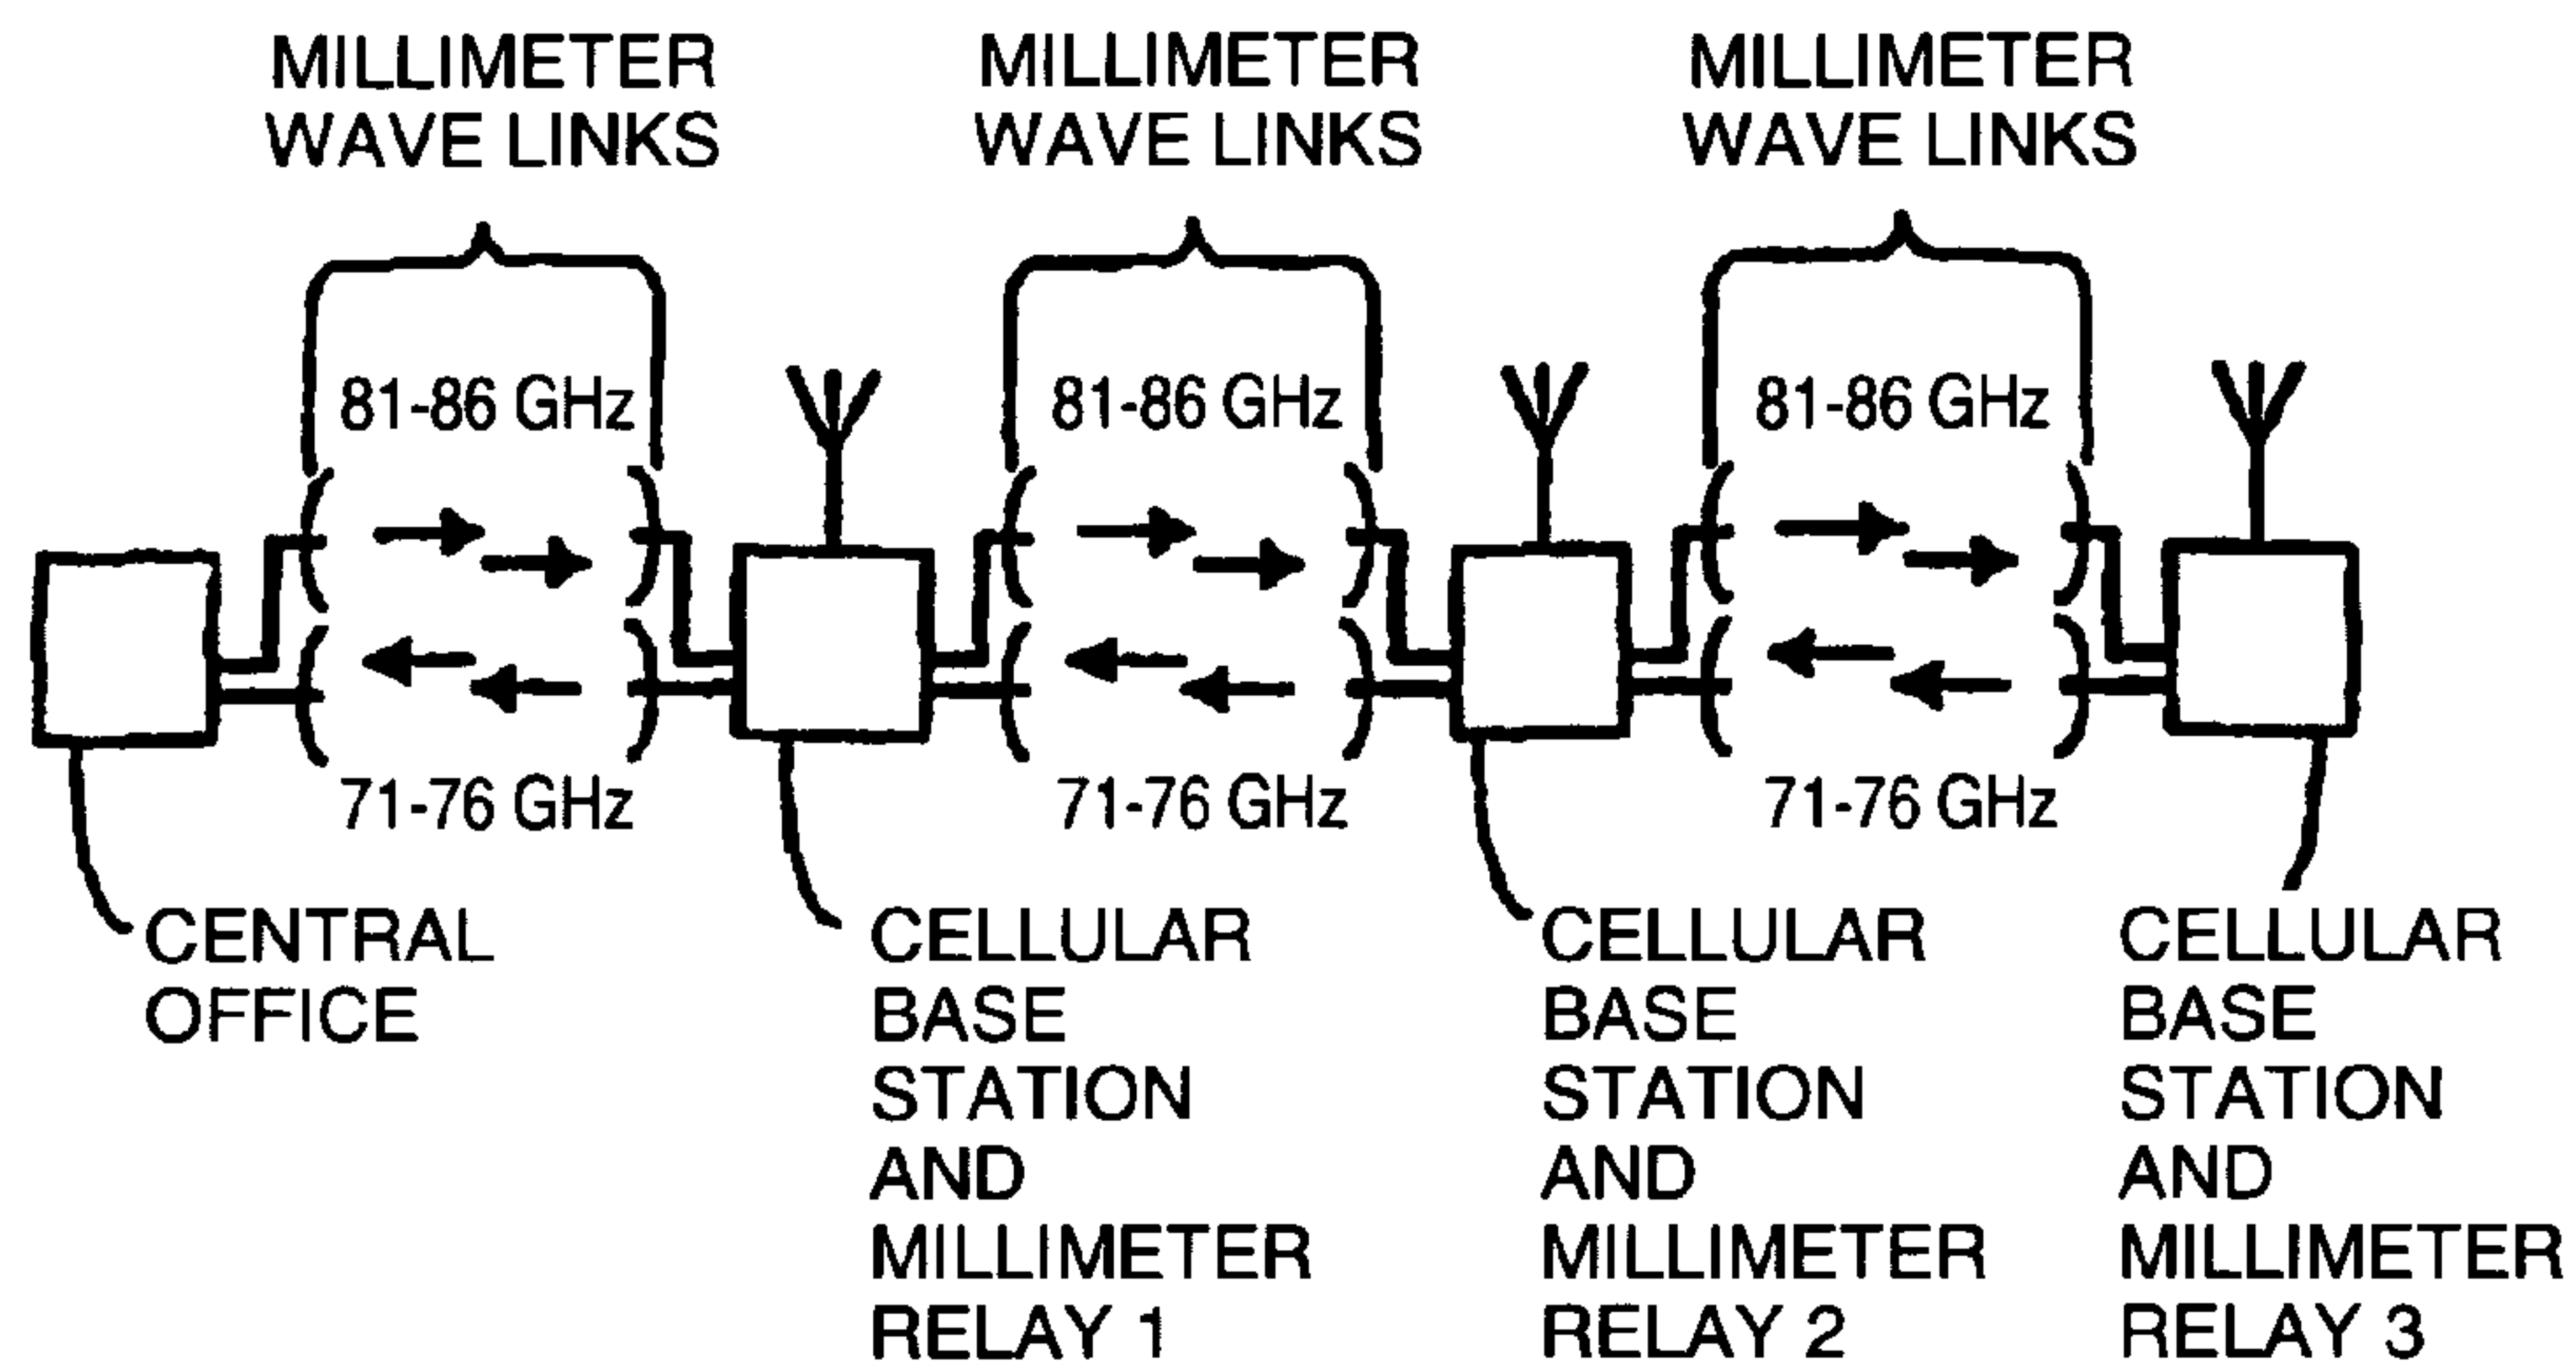 MILLIMETER
WAVE LINKS
MILLIMETER
WAVE LINKS
MILLIMETER
WAVE LINKS
81-86 GHz
81-86 GHz
81-86 GHz
71-76 GHz
71-76 GHz
71-76 GHz
CENTRAL
OFFICE
CELLULAR
BASE
STATION
AND
MILLIMETER
RELAY 1
CELLULAR
BASE
STATION
AND
MILLIMETER
RELAY 2
CELLULAR
BASE
STATION
AND
MILLIMETER
RELAY 3